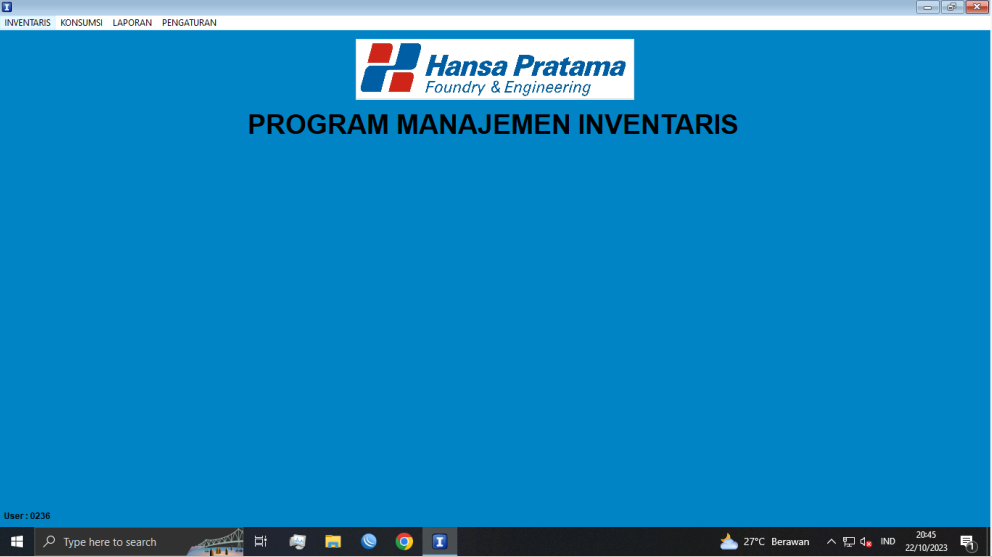 INVENTARIS KONSUMSI LAPORAN PENGATURAN
Hansa Pratama
Foundry & Engineering
PROGRAM MANAJEMEN INVENTARIS
User : 0236
Type here to search
27°C Berawan
IND
20:45
22/10/2023
1